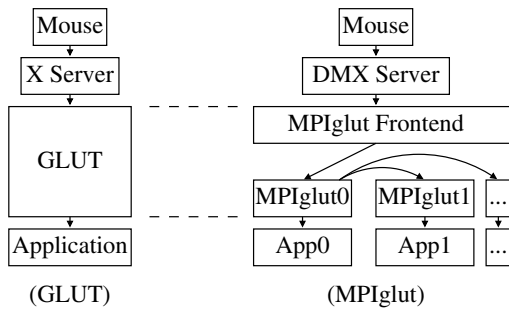 Mouse
X Server
GLUT
Application
(GLUT)
Mouse
DMX Server
MPIglut Frontend
MPIglut0
MPIglut1
...
App0
App1
...
(MPIglut)